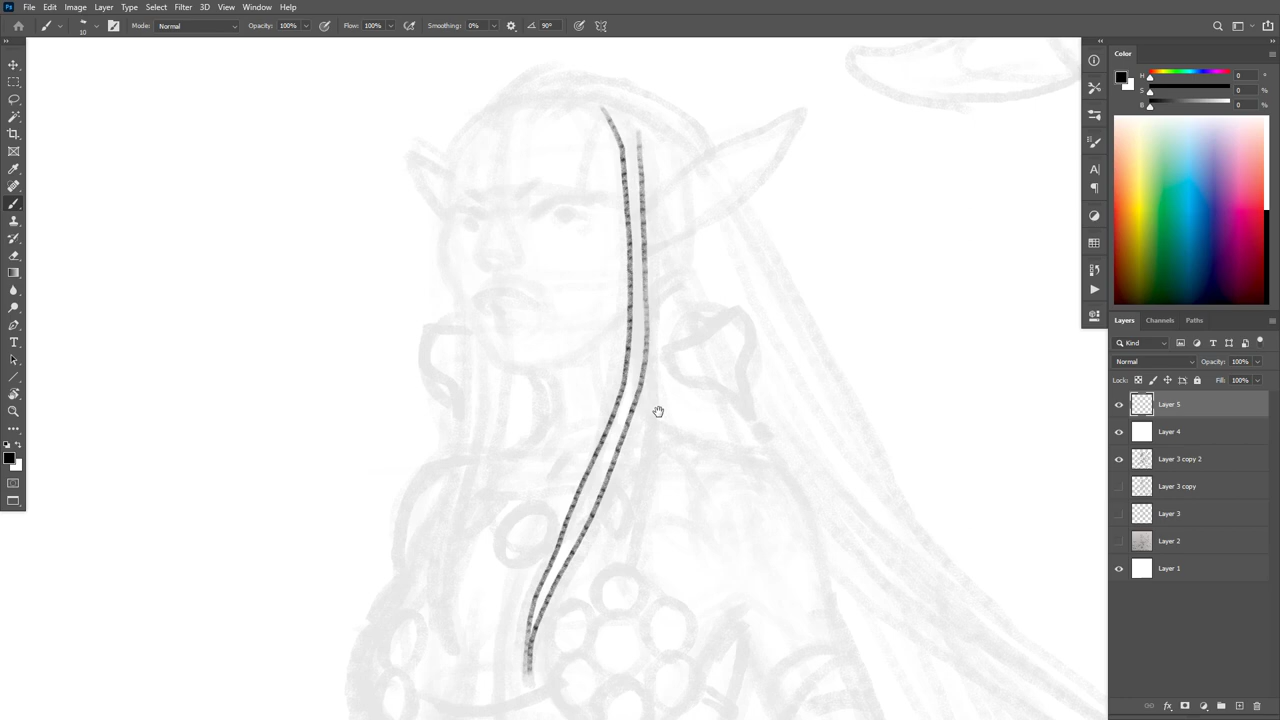 Ps File Edit Image Layer Type Select Filter 3D View Window Help
10 Mode: Normal Opacity: 100% Flow: 100% Smoothing: 0% 90°
Color
H 0 °
S 0 %
B 0 %
Layers Channels Paths
Kind
Normal Opacity: 100%
Lock: Fill: 100%
Layer 5
Layer 4
Layer 3 copy 2
Layer 3 copy
Layer 3
Layer 2
Layer 1